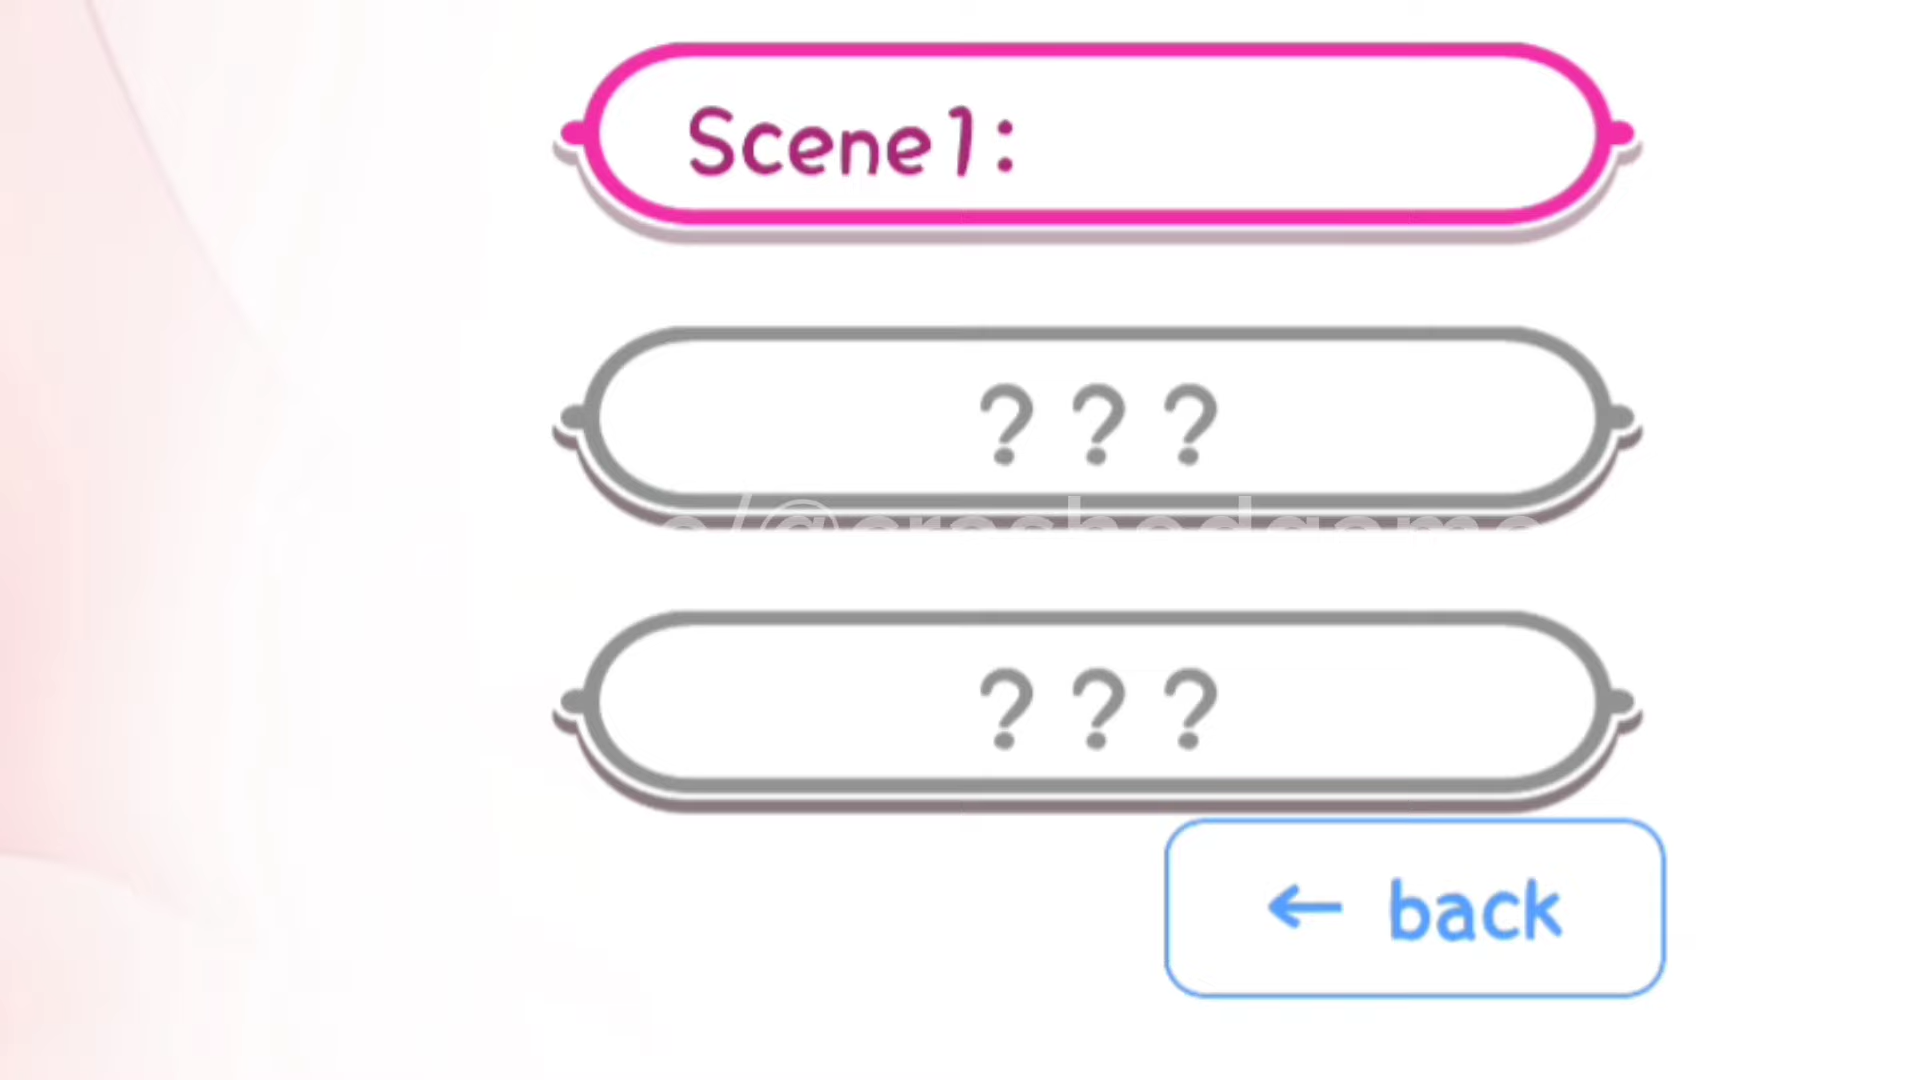 Scene1:
? ? ?
? ? ?
← back